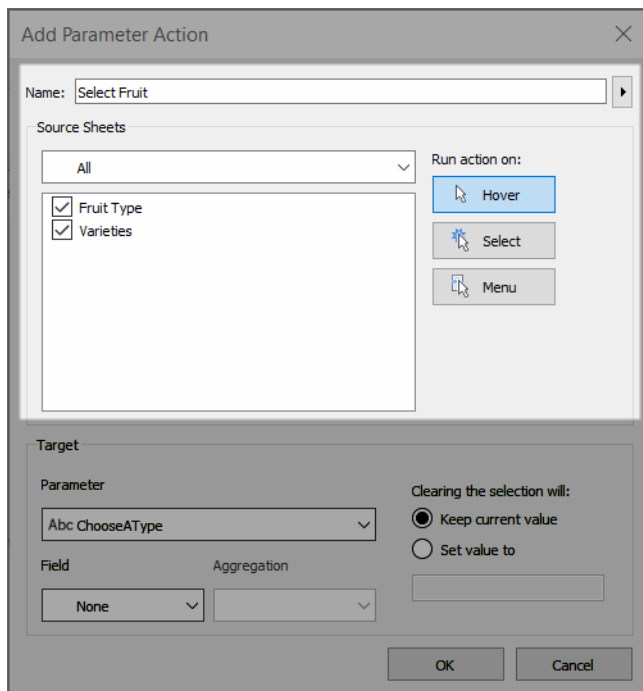 Add Parameter Action
Name: Select Fruit
Source Sheets
All
Fruit Type
Varieties
Run action on:
Hover
Select
Menu
Target
Parameter
Abc ChooseAType
Field
Aggregation
None
Clearing the selection will:
Keep current value
Set value to
OK
Cancel